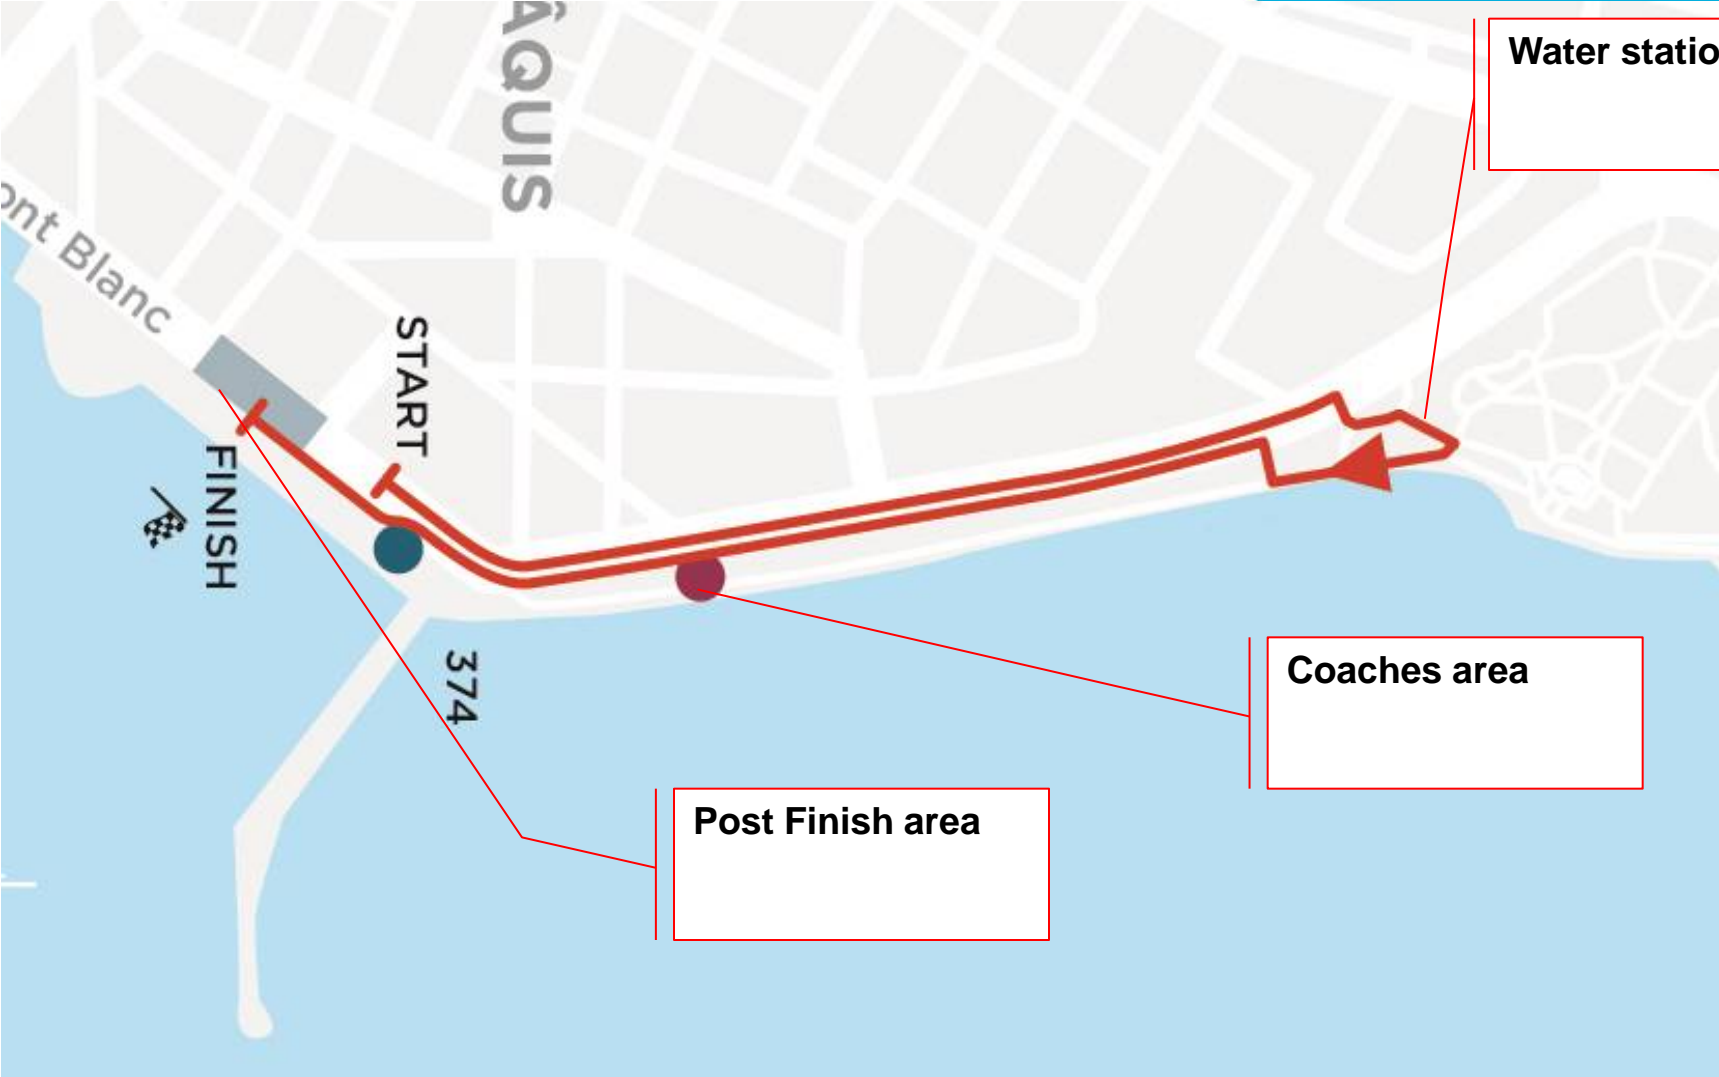 ÂQUIS
Water statio
ont Blanc
START
FINISH
374
Coaches area
Post Finish area